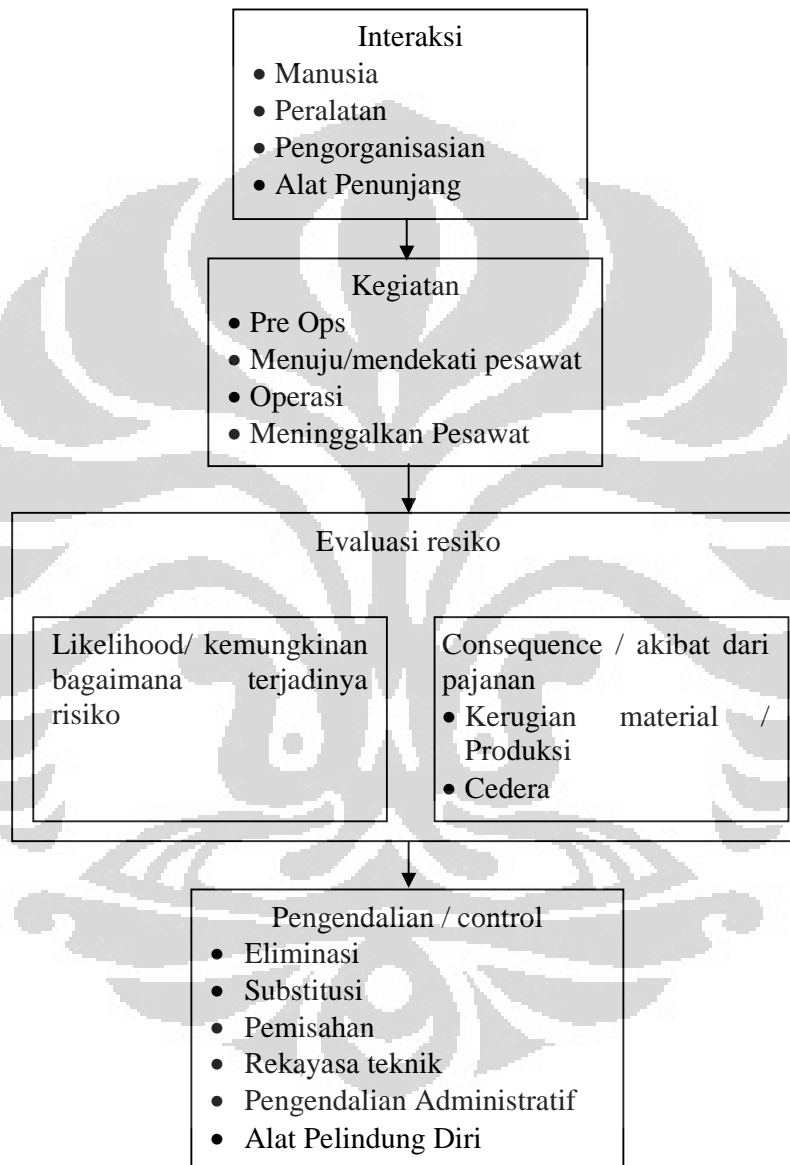 Interaksi
• Manusia
• Peralatan
• Pengorganisasian
• Alat Penunjang
Kegiatan
• Pre Ops
• Menuju/mendekati pesawat
• Operasi
• Meninggalkan Pesawat
Evaluasi resiko
Likelihood/ kemungkinan
bagaimana terjadinya
risiko
Consequence / akibat dari
pajanan
• Kerugian material /
Produksi
• Cedera
Pengendalian / control
• Eliminasi
• Substitusi
• Pemisahan
• Rekayasa teknik
• Pengendalian Administratif
• Alat Pelindung Diri